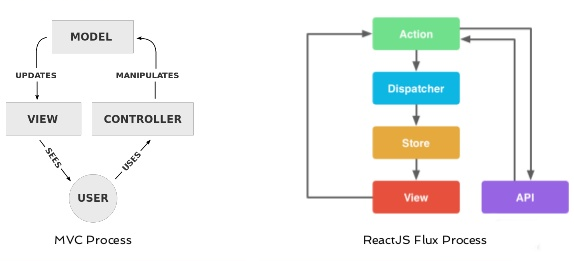 MODEL
UPDATES
MANIPULATES
VIEW
CONTROLLER
SEES
USES
USER
MVC Process
Action
Dispatcher
Store
View
API
ReactJS Flux Process